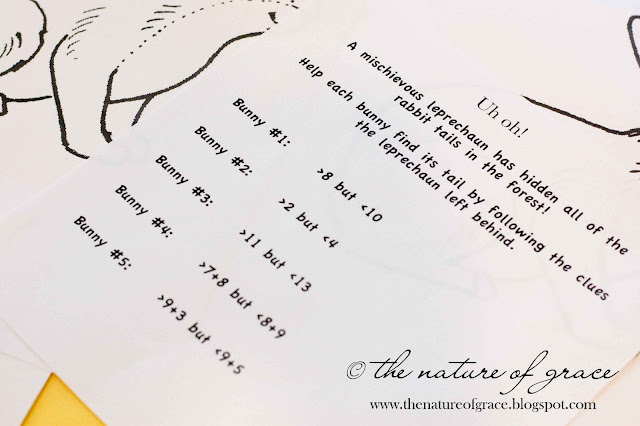 Uh oh!
A mischievous leprechaun has hidden all of the
rabbit tails in the forest!
Help each bunny find its tail by following the clues
the leprechaun left behind.
Bunny #1: >8 but <10
Bunny #2: >2 but <4
Bunny #3: >11 but <13
Bunny #4: >7+8 but <8+9
Bunny #5: >9+3 but <9+5
© the nature of grace
www.thenatureofgrace.blogspot.com